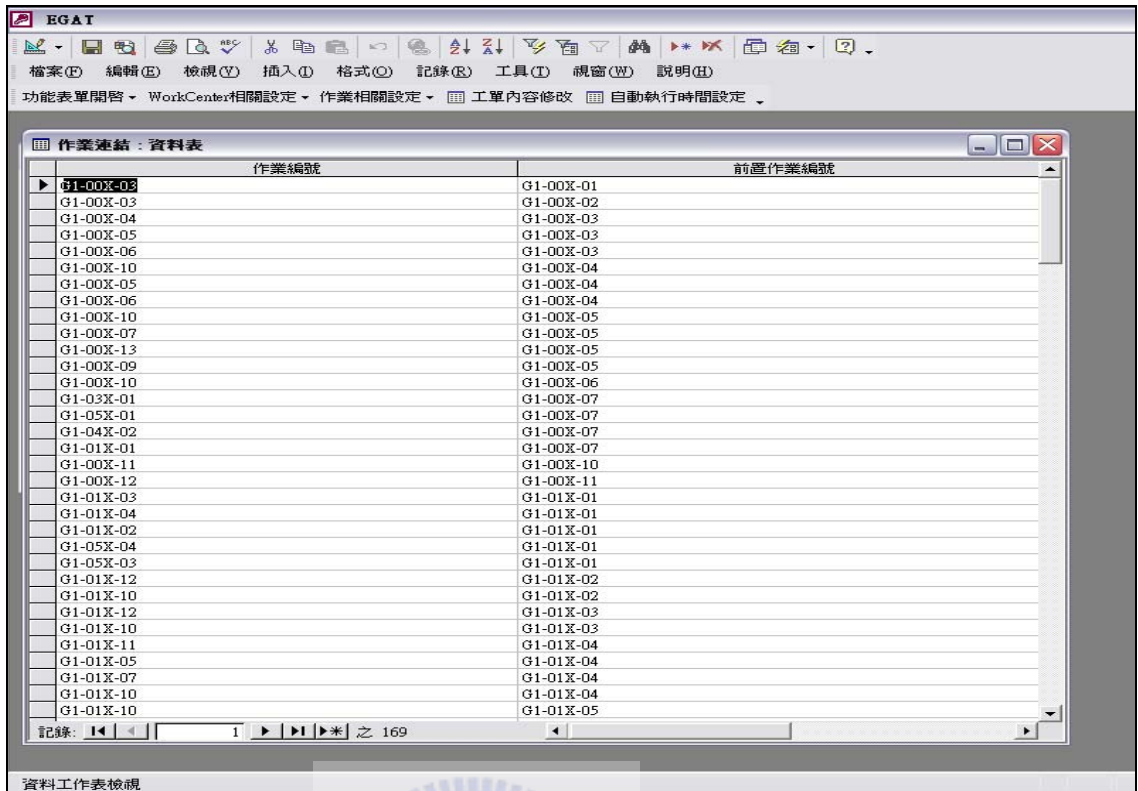 EGAT
檔案(F) 編輯(E) 檢視(V) 插入(I) 格式(O) 記錄(R) 工具(T) 視窗(W) 說明(H)
功能表單開啓 WorkCenter相關設定 作業相關設定 工單內容修改 自動執行時間設定
作業連結 : 資料表
作業編號 前置作業編號
G1-00X-03 G1-00X-01
G1-00X-03 G1-00X-02
G1-00X-04 G1-00X-03
G1-00X-05 G1-00X-03
G1-00X-06 G1-00X-03
G1-00X-10 G1-00X-04
G1-00X-05 G1-00X-04
G1-00X-06 G1-00X-04
G1-00X-10 G1-00X-05
G1-00X-07 G1-00X-05
G1-00X-13 G1-00X-05
G1-00X-09 G1-00X-05
G1-00X-10 G1-00X-06
G1-03X-01 G1-00X-07
G1-05X-01 G1-00X-07
G1-04X-02 G1-00X-07
G1-01X-01 G1-00X-07
G1-00X-11 G1-00X-10
G1-00X-12 G1-00X-11
G1-01X-03 G1-01X-01
G1-01X-04 G1-01X-01
G1-01X-02 G1-01X-01
G1-05X-04 G1-01X-01
G1-05X-03 G1-01X-01
G1-01X-12 G1-01X-02
G1-01X-10 G1-01X-02
G1-01X-12 G1-01X-03
G1-01X-10 G1-01X-03
G1-01X-11 G1-01X-04
G1-01X-05 G1-01X-04
G1-01X-07 G1-01X-04
G1-01X-10 G1-01X-04
G1-01X-10 G1-01X-05
記錄: 1 之 169
資料工作表檢視